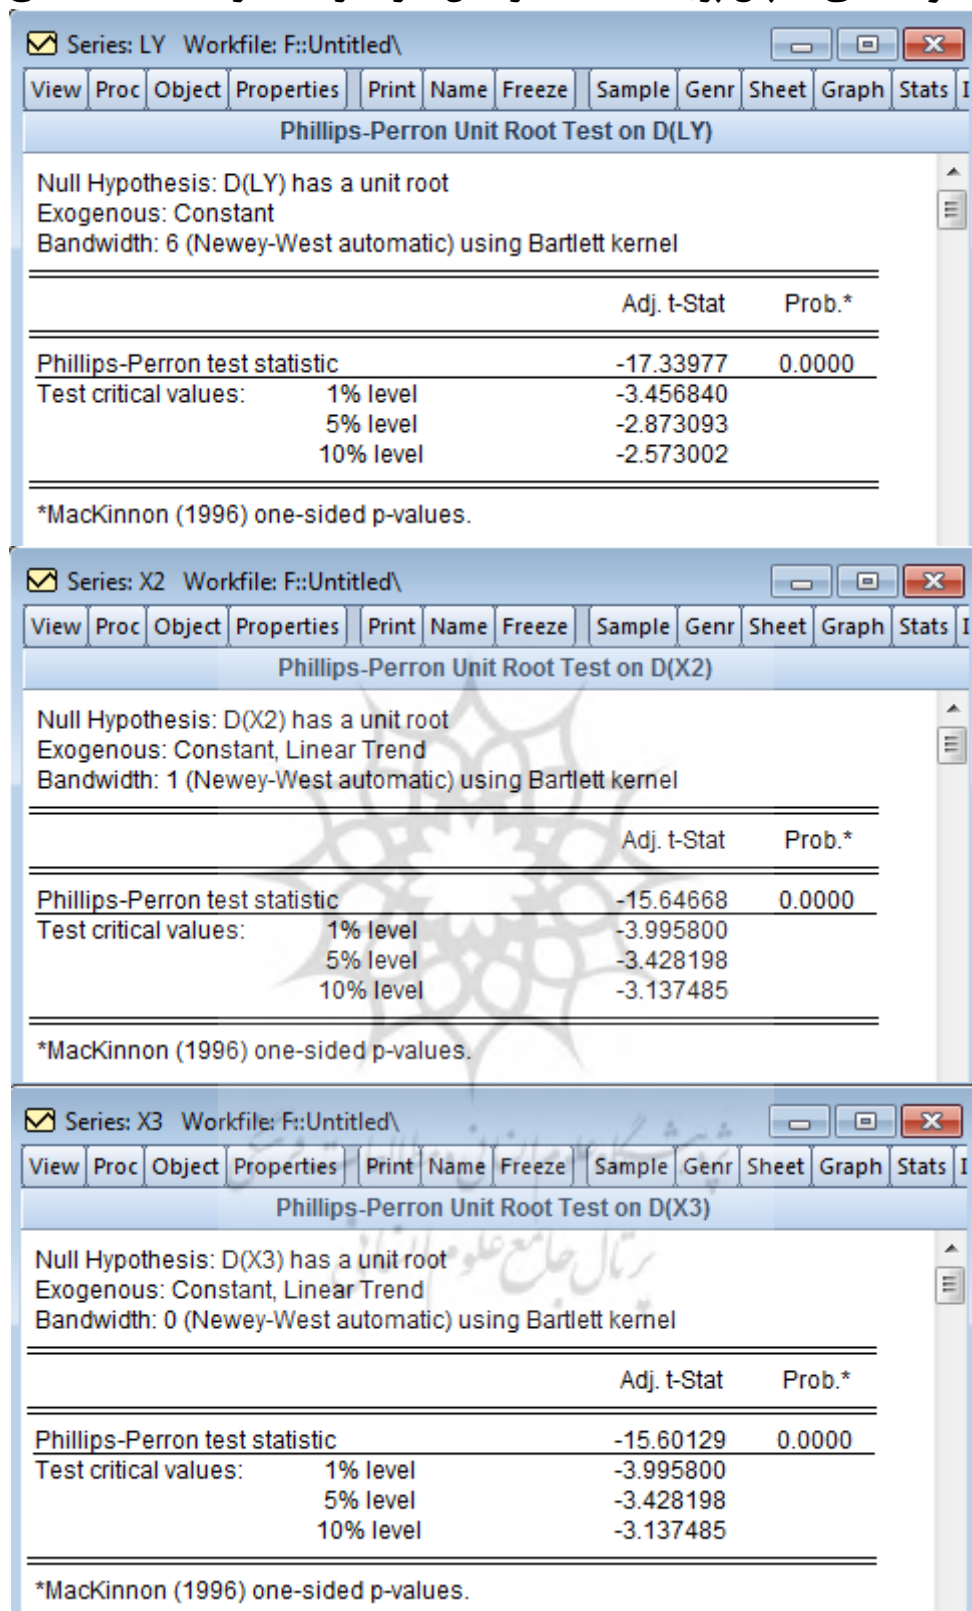 Series: LY Workfile: F::Untitled\
View Proc Object Properties Print Name Freeze Sample Genr Sheet Graph Stats I
Phillips-Perron Unit Root Test on D(LY)
Null Hypothesis: D(LY) has a unit root
Exogenous: Constant
Bandwidth: 6 (Newey-West automatic) using Bartlett kernel
Adj. t-Stat Prob.*
Phillips-Perron test statistic -17.33977 0.0000
Test critical values: 1% level -3.456840
5% level -2.873093
10% level -2.573002
*MacKinnon (1996) one-sided p-values.
Series: X2 Workfile: F::Untitled\
View Proc Object Properties Print Name Freeze Sample Genr Sheet Graph Stats I
Phillips-Perron Unit Root Test on D(X2)
Null Hypothesis: D(X2) has a unit root
Exogenous: Constant, Linear Trend
Bandwidth: 1 (Newey-West automatic) using Bartlett kernel
Adj. t-Stat Prob.*
Phillips-Perron test statistic -15.64668 0.0000
Test critical values: 1% level -3.995800
5% level -3.428198
10% level -3.137485
*MacKinnon (1996) one-sided p-values.
Series: X3 Workfile: F::Untitled\
View Proc Object Properties Print Name Freeze Sample Genr Sheet Graph Stats I
پژوهشگاه علوم انسانی و مطالعات فرهنگی
Phillips-Perron Unit Root Test on D(X3)
پرتال جامع علوم انسانی
Null Hypothesis: D(X3) has a unit root
Exogenous: Constant, Linear Trend
Bandwidth: 0 (Newey-West automatic) using Bartlett kernel
Adj. t-Stat Prob.*
Phillips-Perron test statistic -15.60129 0.0000
Test critical values: 1% level -3.995800
5% level -3.428198
10% level -3.137485
*MacKinnon (1996) one-sided p-values.